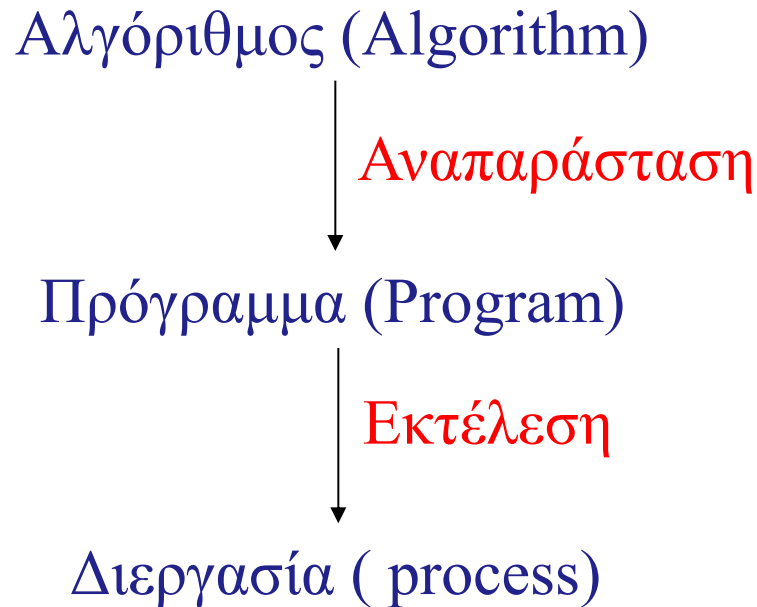 Αλγόριθμος (Algorithm)
Αναπαράσταση
Πρόγραμμα (Program)
Εκτέλεση
Διεργασία ( process)